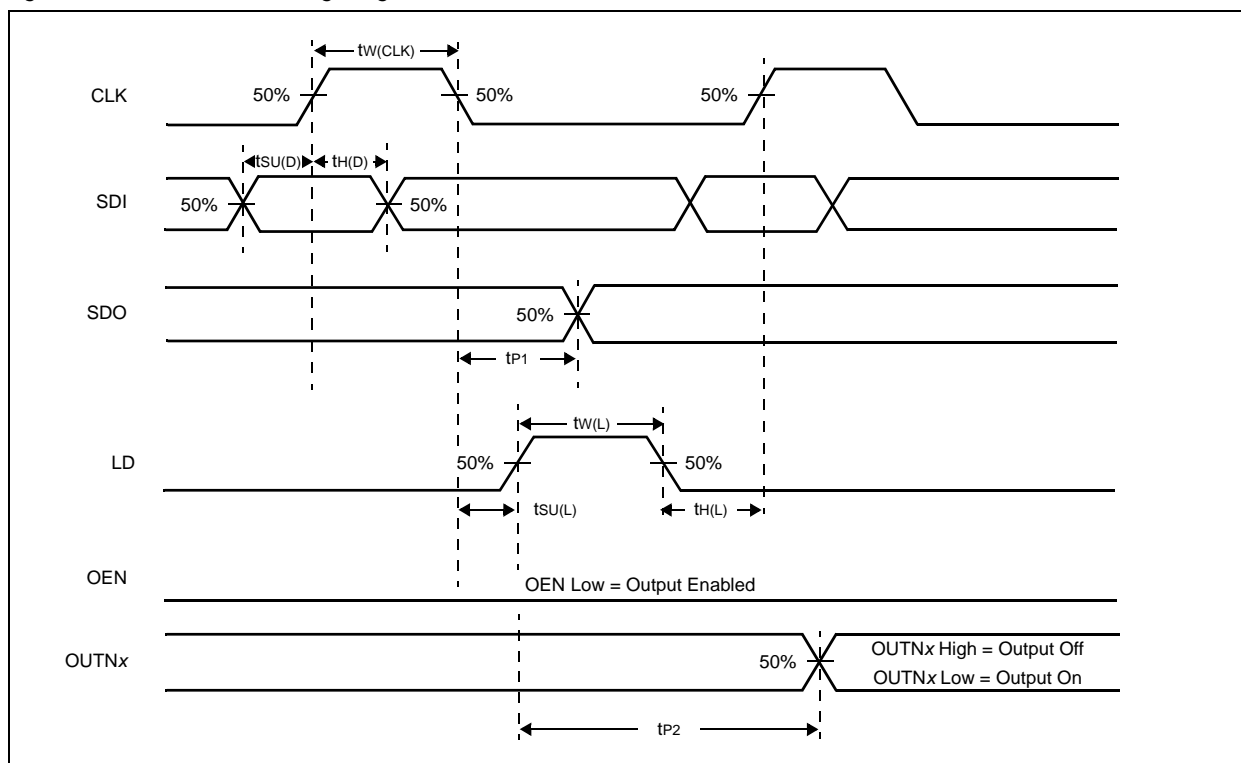 tW(CLK)
CLK
50%
50%
50%
tSU(D)
tH(D)
SDI
50%
50%
SDO
50%
tP1
tW(L)
LD
50%
50%
tSU(L)
tH(L)
OEN
OEN Low = Output Enabled
OUTNx
50%
OUTNx High = Output Off
OUTNx Low = Output On
tP2